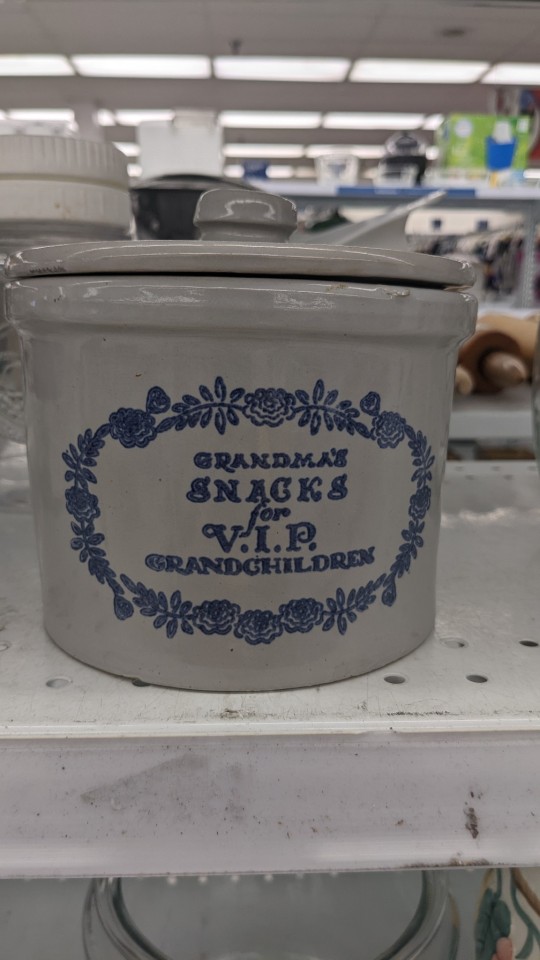 GRANDMA'S
SNACKS
for
V.I.P.
GRANDCHILDREN